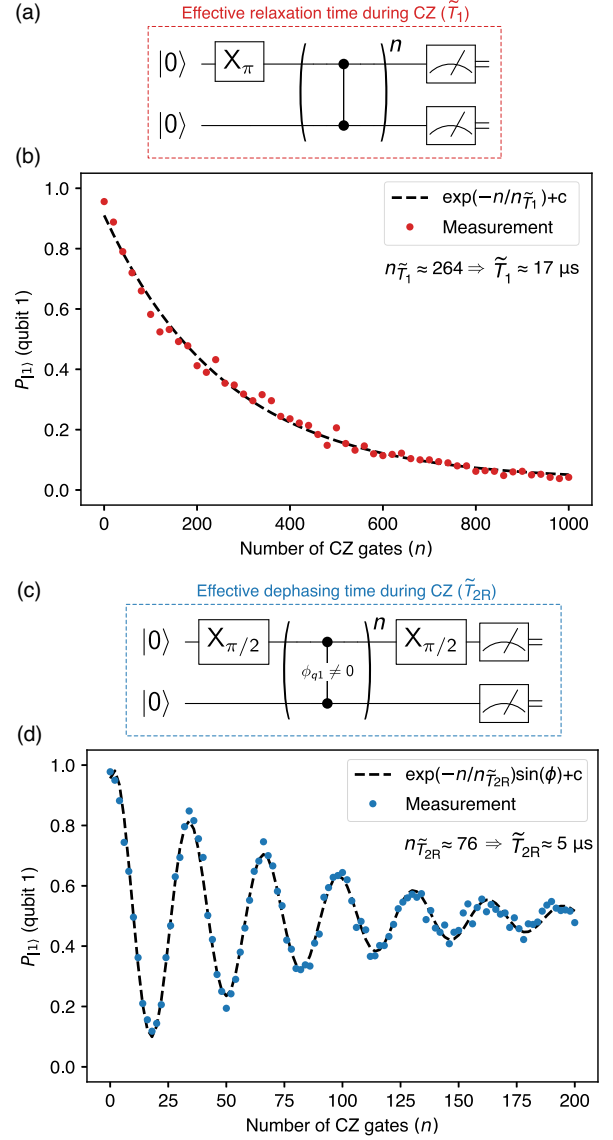 (a)
Effective relaxation time during CZ (T̃₁)
|0⟩ Xπ n
|0⟩
(b)
1.0
0.8
0.6
0.4
0.2
0.0
P|1⟩ (qubit 1)
exp(−n/nT̃₁)+c
Measurement
nT̃₁ ≈ 264 ⇒ T̃₁ ≈ 17 μs
0 200 400 600 800 1000
Number of CZ gates (n)
(c)
Effective dephasing time during CZ (T̃2R)
|0⟩ Xπ/2 n Xπ/2
ϕq1 ≠ 0
|0⟩
(d)
1.0
0.8
0.6
0.4
0.2
0.0
P|1⟩ (qubit 1)
exp(−n/nT̃2R)sin(ϕ)+c
Measurement
nT̃2R ≈ 76 ⇒ T̃2R ≈ 5 μs
0 25 50 75 100 125 150 175 200
Number of CZ gates (n)